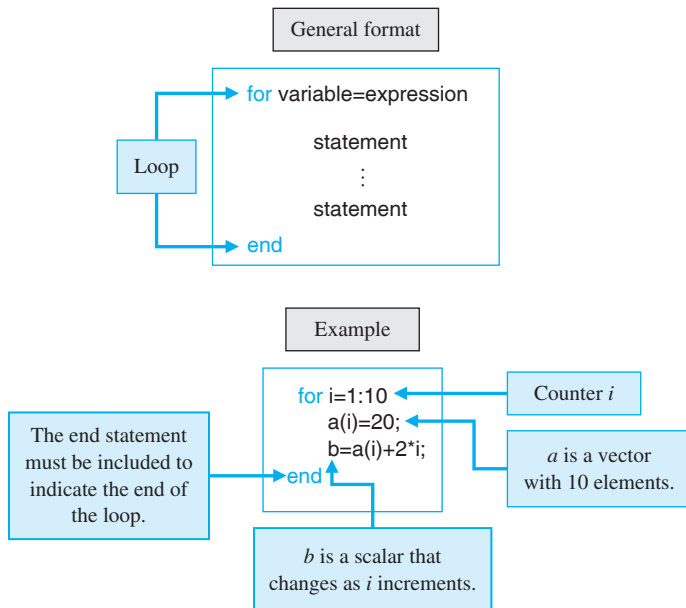 General format
for variable=expression
statement
Loop
⋮
statement
end
Example
for i=1:10
Counter i
a(i)=20;
b=a(i)+2*i;
end
The end statement
must be included to
indicate the end of
the loop.
a is a vector
with 10 elements.
b is a scalar that
changes as i increments.